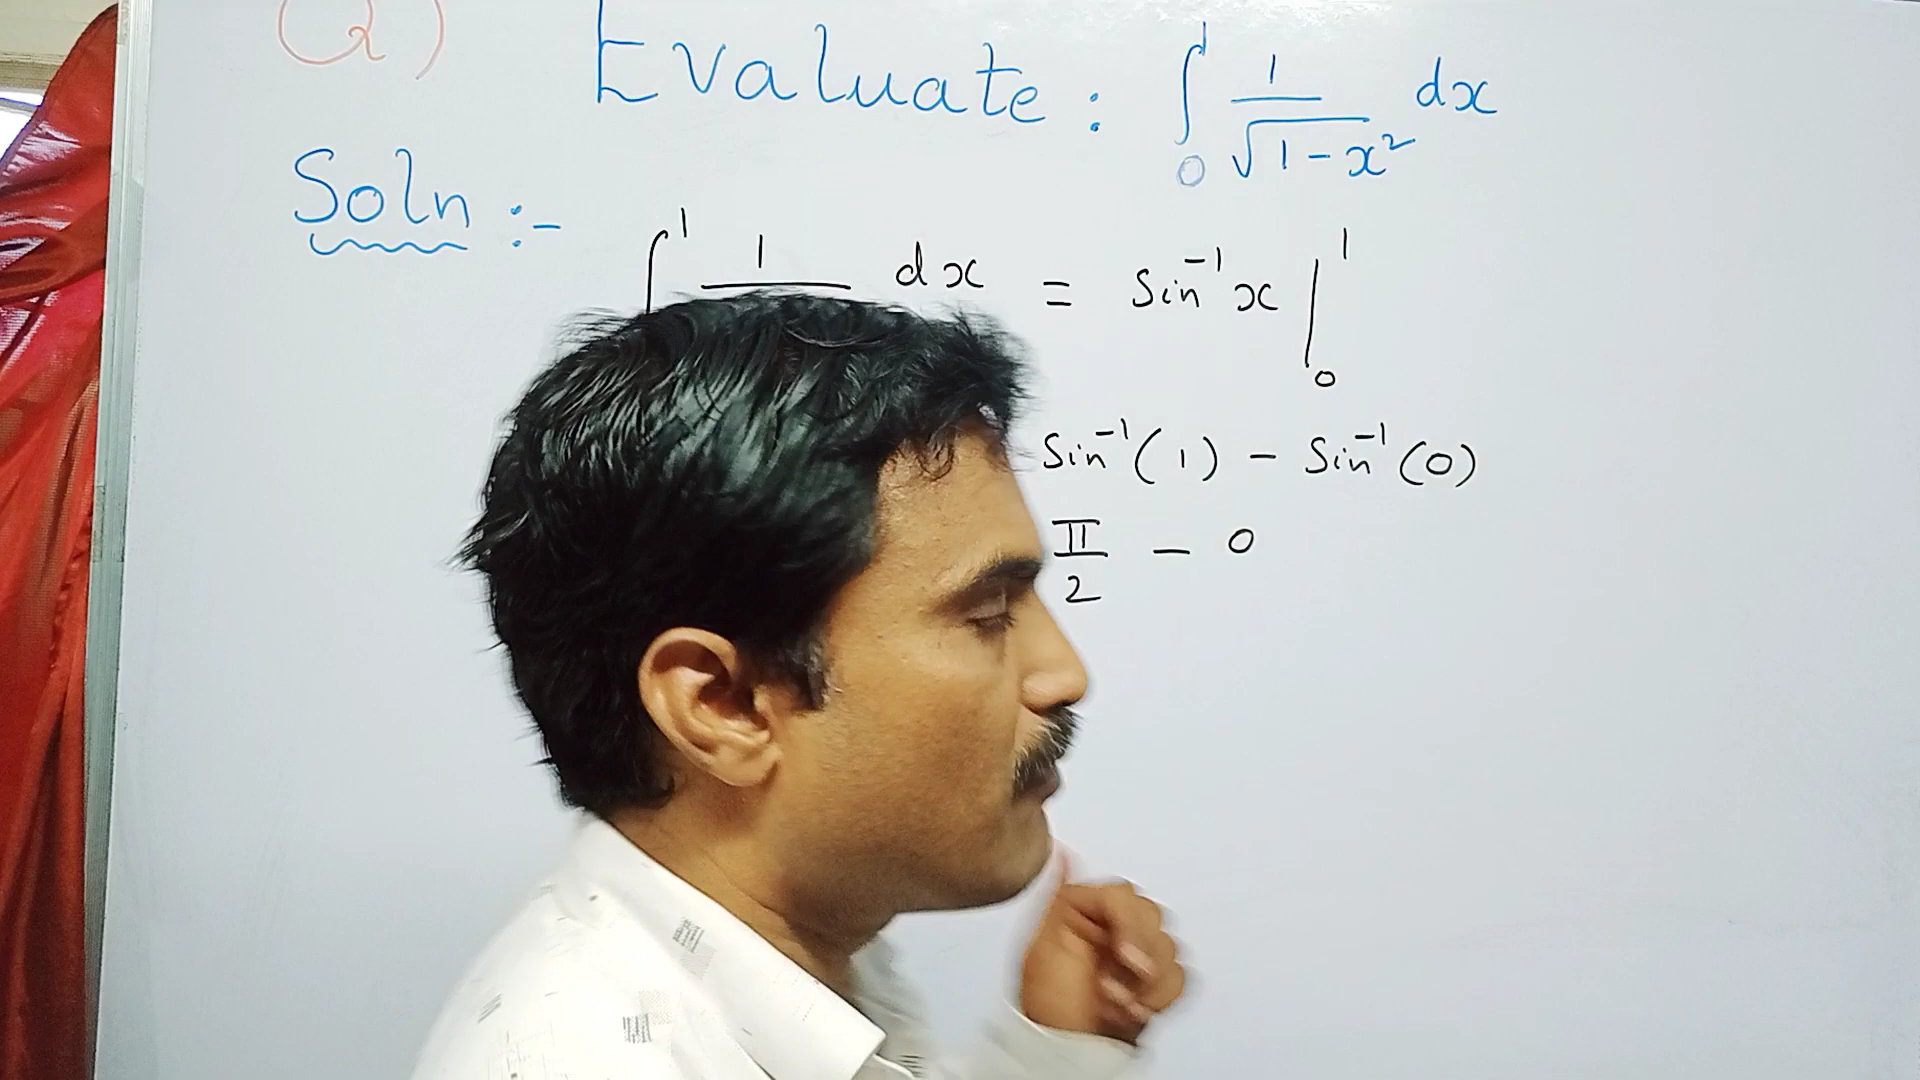 Q) Evaluate : ∫₀¹ 1/√(1-x²) dx
Soln :-
∫¹ 1 dx = Sin⁻¹x |₀¹
Sin⁻¹(1) - Sin⁻¹(0)
π/2 - 0